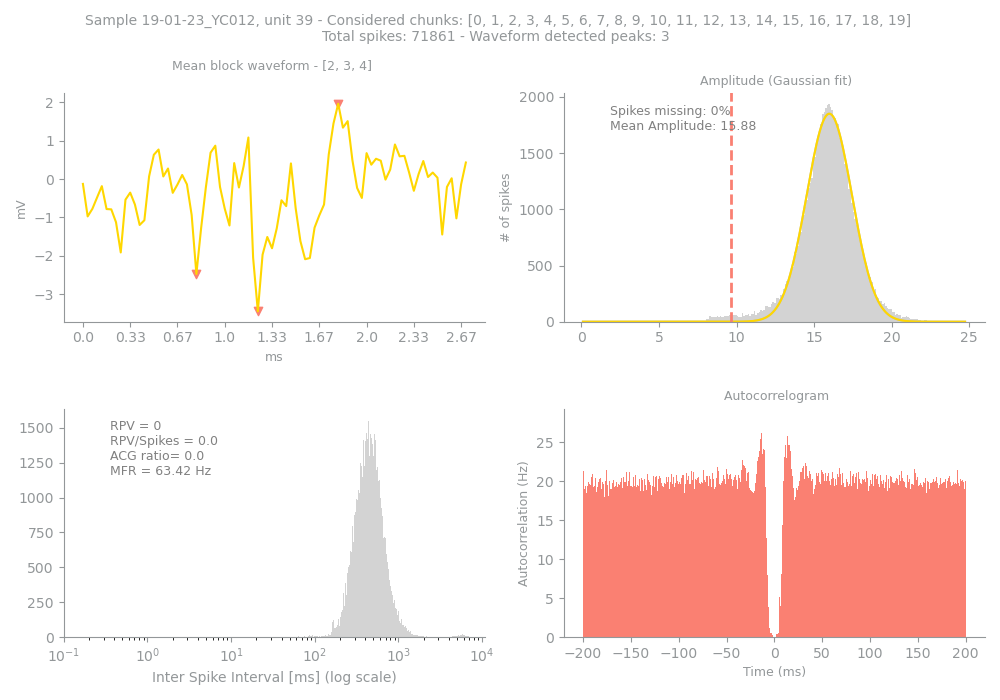 Sample 19-01-23_YC012, unit 39 - Considered chunks: [0, 1, 2, 3, 4, 5, 6, 7, 8, 9, 10, 11, 12, 13, 14, 15, 16, 17, 18, 19]
Total spikes: 71861 - Waveform detected peaks: 3
Mean block waveform - [2, 3, 4]
mV
2
1
0
−1
−2
−3
0.0 0.33 0.67 1.0 1.33 1.67 2.0 2.33 2.67
ms
Amplitude (Gaussian fit)
Spikes missing: 0%
Mean Amplitude: 15.88
# of spikes
2000
1500
1000
500
0
0 5 10 15 20 25
RPV = 0
RPV/Spikes = 0.0
ACG ratio= 0.0
MFR = 63.42 Hz
1500
1250
1000
750
500
250
0
10⁻¹ 10⁰ 10¹ 10² 10³ 10⁴
Inter Spike Interval [ms] (log scale)
Autocorrelogram
Autocorrelation (Hz)
25
20
15
10
5
0
−200 −150 −100 −50 0 50 100 150 200
Time (ms)